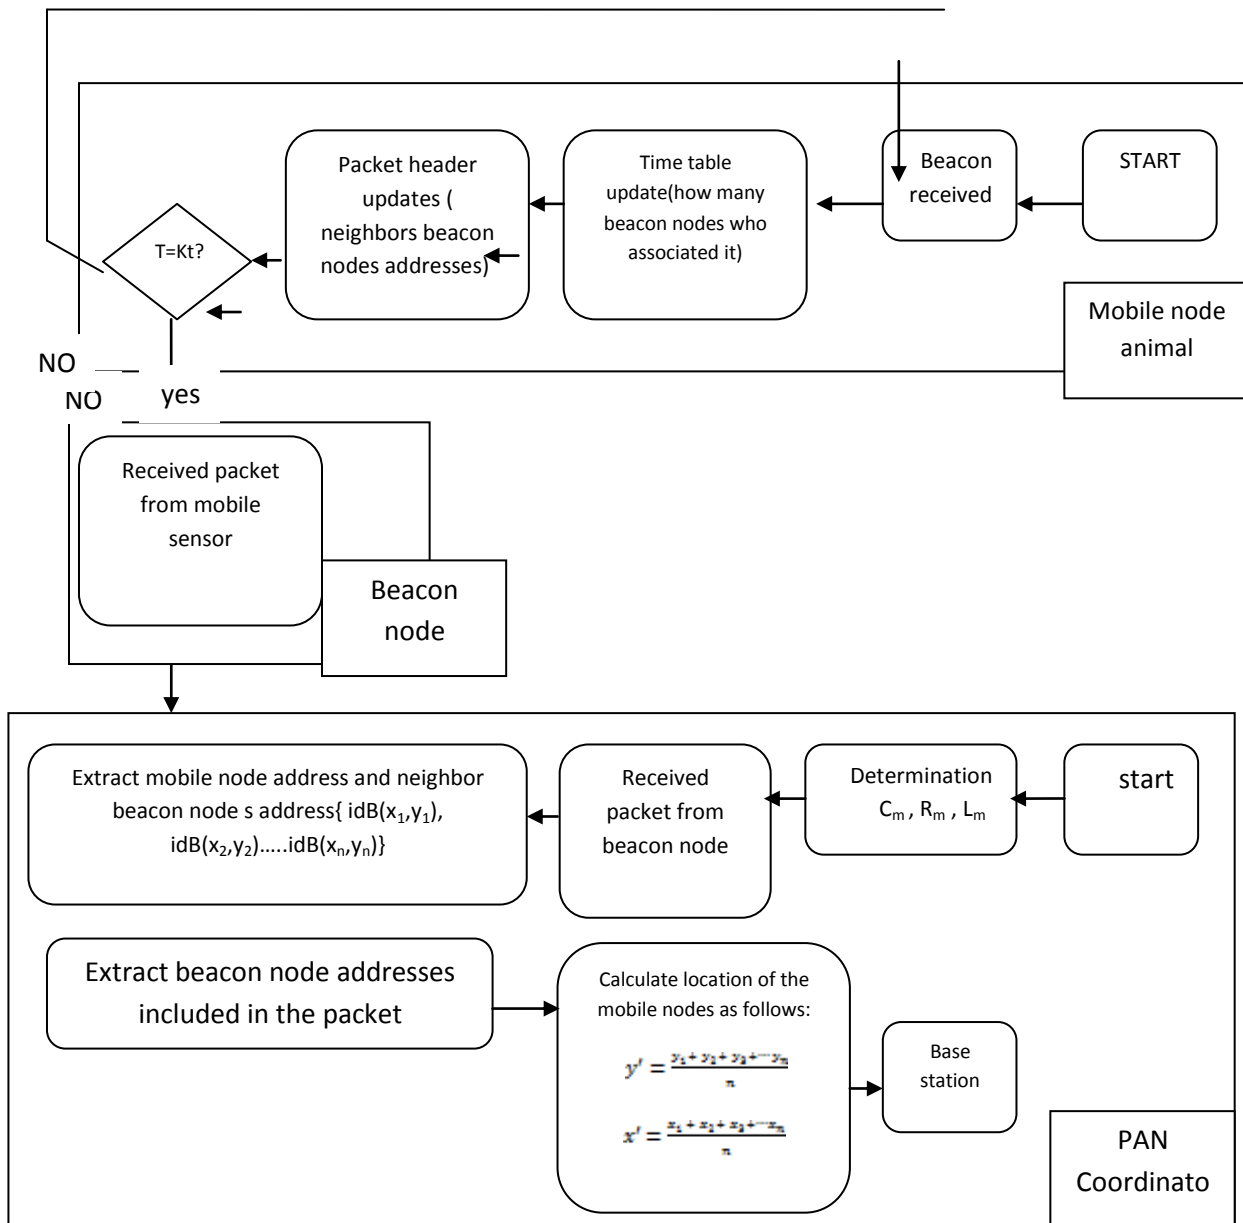 Packet header
updates (
neighbors beacon
nodes addresses)
Time table
update(how many
beacon nodes who
associated it)
Beacon
received
START
T=Kt?
Mobile node
animal
NO
NO
yes
Received packet
from mobile
sensor
Beacon
node
Extract mobile node address and neighbor
beacon node s address{ idB(x₁,y₁),
idB(x₂,y₂).....idB(xₙ,yₙ)}
Received
packet from
beacon node
Determination
Cₘ , Rₘ , Lₘ
start
Extract beacon node addresses
included in the packet
Calculate location of the
mobile nodes as follows:
y′ = (y₁+ y₂+ y₃+⋯yₙ)/n
x′ = (x₁+ x₂+ x₃+⋯xₙ)/n
Base
station
PAN
Coordinato